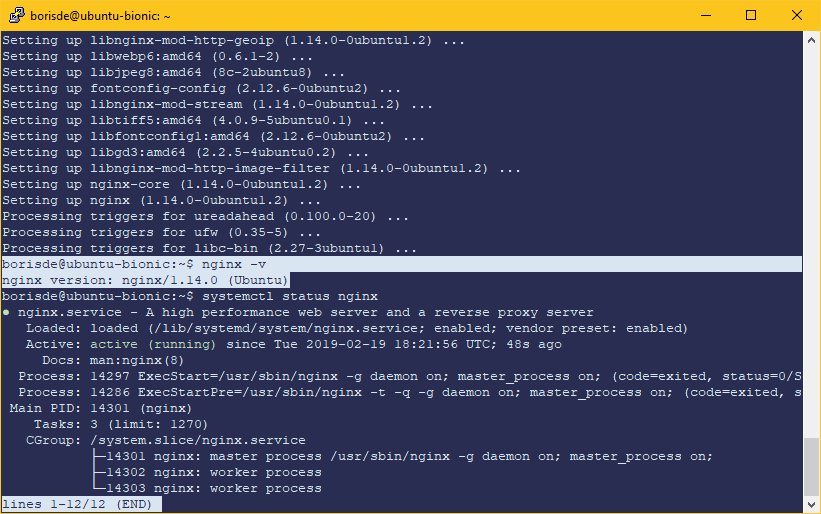 borisde@ubuntu-bionic: ~
Setting up libnginx-mod-http-geoip (1.14.0-0ubuntu1.2) ...
Setting up libwebp6:amd64 (0.6.1-2) ...
Setting up libjpeg8:amd64 (8c-2ubuntu8) ...
Setting up fontconfig-config (2.12.6-0ubuntu2) ...
Setting up libnginx-mod-stream (1.14.0-0ubuntu1.2) ...
Setting up libtiff5:amd64 (4.0.9-5ubuntu0.1) ...
Setting up libfontconfig1:amd64 (2.12.6-0ubuntu2) ...
Setting up libgd3:amd64 (2.2.5-4ubuntu0.2) ...
Setting up libnginx-mod-http-image-filter (1.14.0-0ubuntu1.2) ...
Setting up nginx-core (1.14.0-0ubuntu1.2) ...
Setting up nginx (1.14.0-0ubuntu1.2) ...
Processing triggers for ureadahead (0.100.0-20) ...
Processing triggers for ufw (0.35-5) ...
Processing triggers for libc-bin (2.27-3ubuntu1) ...
borisde@ubuntu-bionic:~$ nginx -v
nginx version: nginx/1.14.0 (Ubuntu)
borisde@ubuntu-bionic:~$ systemctl status nginx
● nginx.service - A high performance web server and a reverse proxy server
   Loaded: loaded (/lib/systemd/system/nginx.service; enabled; vendor preset: enabled)
   Active: active (running) since Tue 2019-02-19 18:21:56 UTC; 48s ago
     Docs: man:nginx(8)
  Process: 14297 ExecStart=/usr/sbin/nginx -g daemon on; master_process on; (code=exited, status=0/S
  Process: 14286 ExecStartPre=/usr/sbin/nginx -t -q -g daemon on; master_process on; (code=exited, s
 Main PID: 14301 (nginx)
    Tasks: 3 (limit: 1270)
   CGroup: /system.slice/nginx.service
           ├─14301 nginx: master process /usr/sbin/nginx -g daemon on; master_process on;
           ├─14302 nginx: worker process
           └─14303 nginx: worker process
lines 1-12/12 (END)